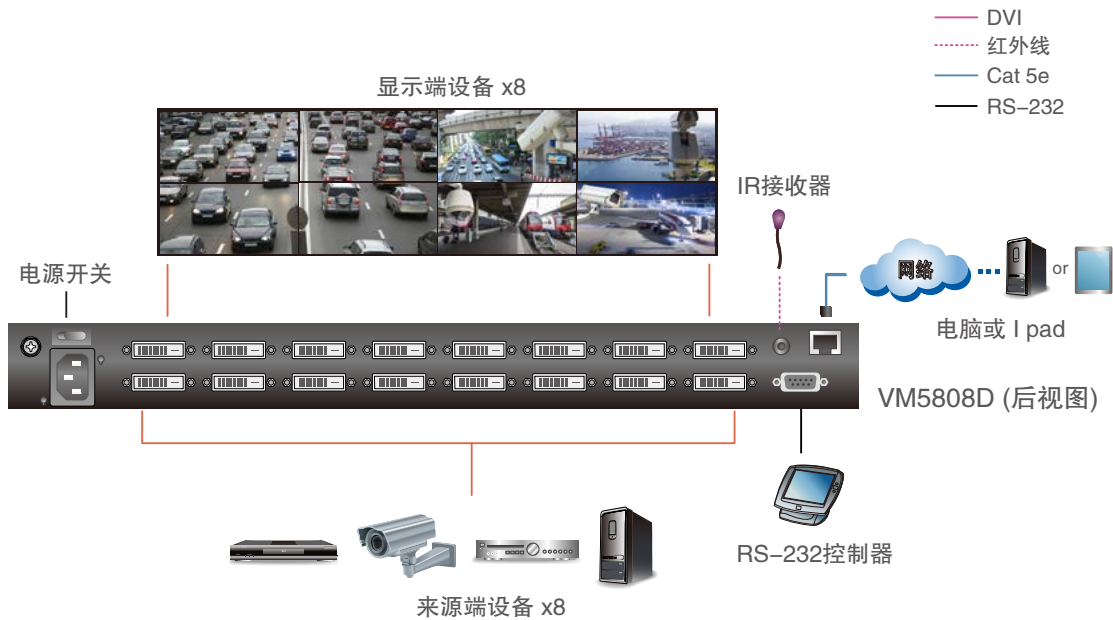 DVI
红外线
Cat 5e
RS-232
显示端设备 x8
IR接收器
电源开关
网络
or
电脑或 I pad
VM5808D (后视图)
RS-232控制器
来源端设备 x8